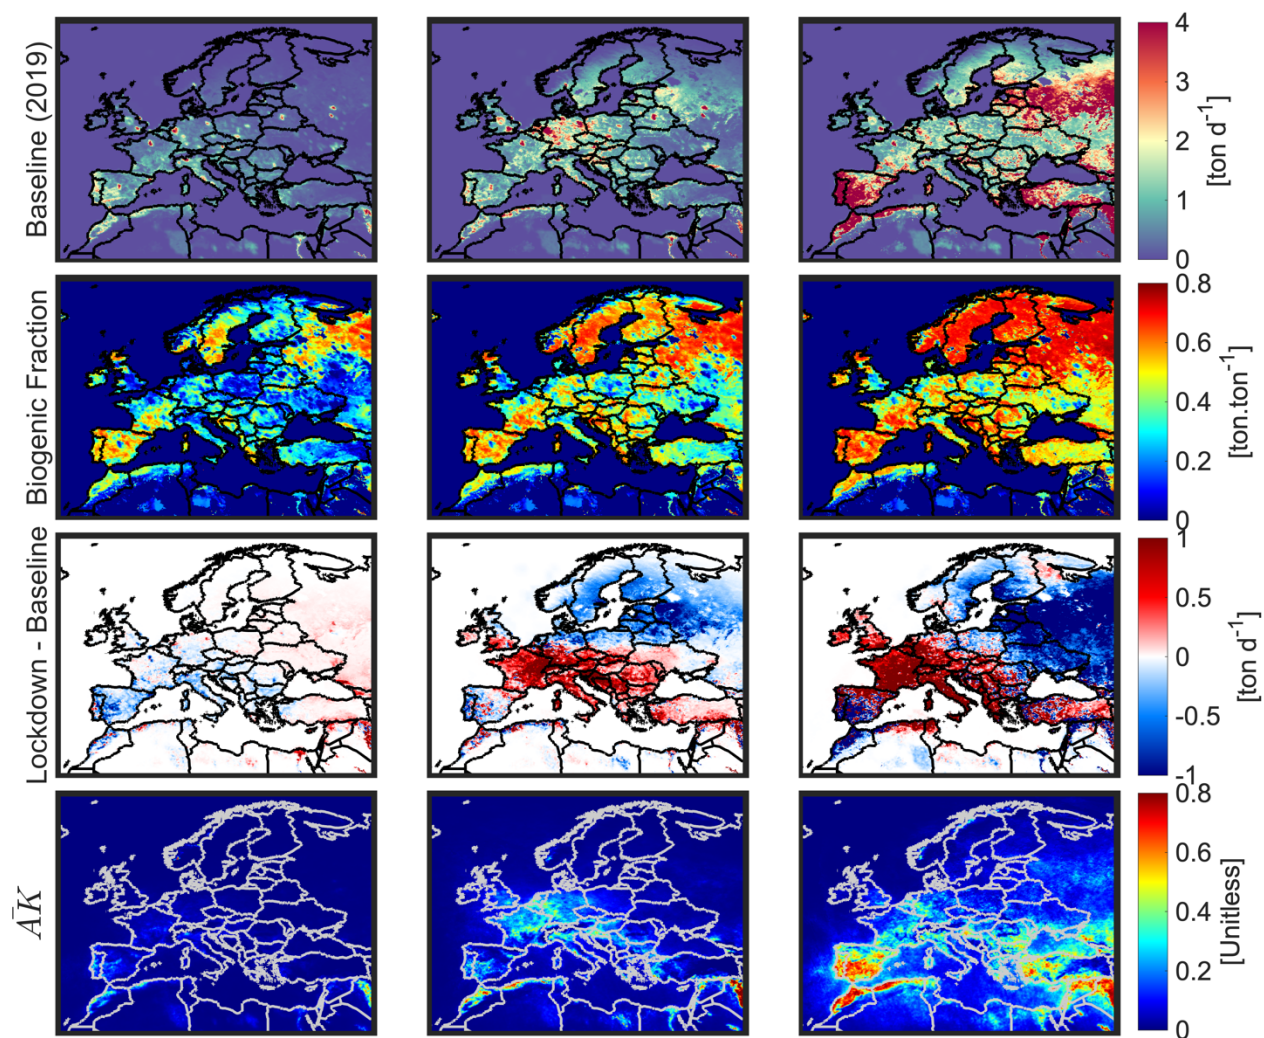 Baseline (2019)
4
3
2
1
0
[ton d⁻¹]
Biogenic Fraction
0.8
0.6
0.4
0.2
0
[ton.ton⁻¹]
Lockdown - Baseline
1
0.5
0
-0.5
-1
[ton d⁻¹]
ĀK
0.8
0.6
0.4
0.2
0
[Unitless]